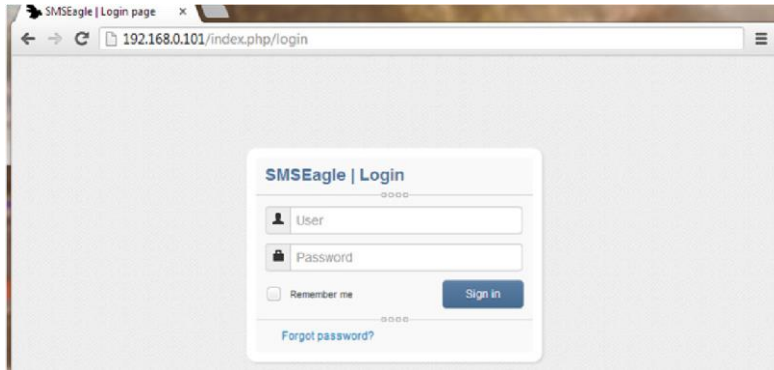 SMSEagle | Login page
192.168.0.101/index.php/login
SMSEagle | Login
User
Password
Remember me
Sign in
Forgot password?